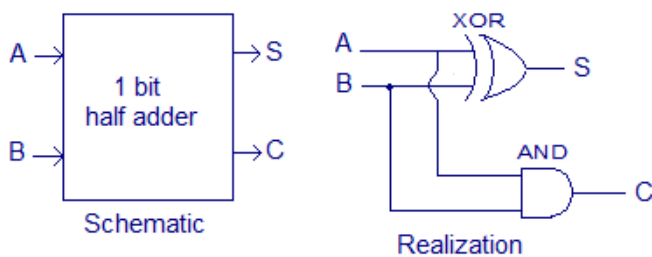 A
B
1 bit
half adder
S
C
Schematic
XOR
A
B
S
AND
C
Realization